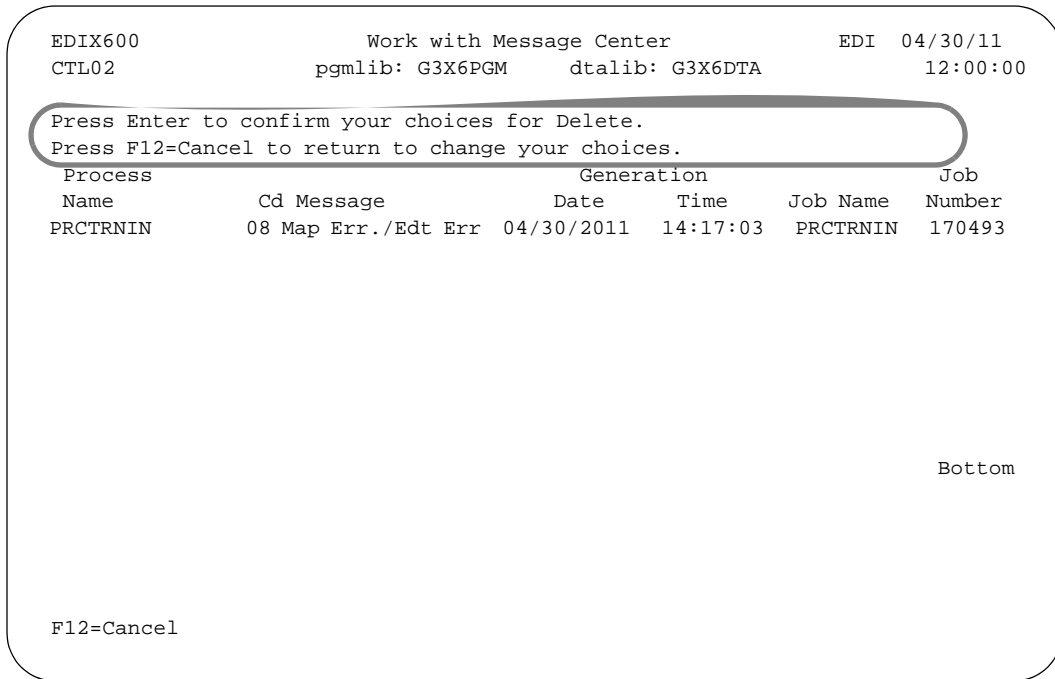 EDIX600 Work with Message Center EDI 04/30/11
CTL02 pgmlib: G3X6PGM dtalib: G3X6DTA 12:00:00
Press Enter to confirm your choices for Delete.
Press F12=Cancel to return to change your choices.
Process Generation Job
Name Cd Message Date Time Job Name Number
PRCTRNIN 08 Map Err./Edt Err 04/30/2011 14:17:03 PRCTRNIN 170493
Bottom
F12=Cancel